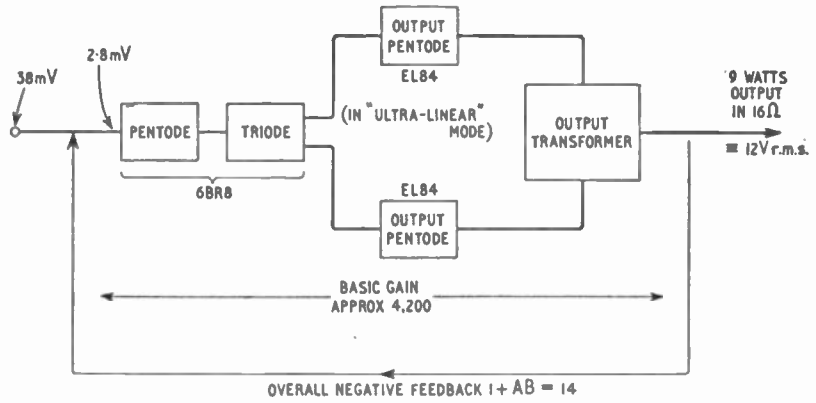 38mV
2·8mV
PENTODE
TRIODE
6BR8
OUTPUT
PENTODE
EL84
(IN "ULTRA-LINEAR"
MODE)
EL84
OUTPUT
PENTODE
OUTPUT
TRANSFORMER
9 WATTS
OUTPUT
IN 16Ω
≡ 12V r.m.s.
BASIC GAIN
APPROX 4,200
OVERALL NEGATIVE FEEDBACK 1 + AB = 14